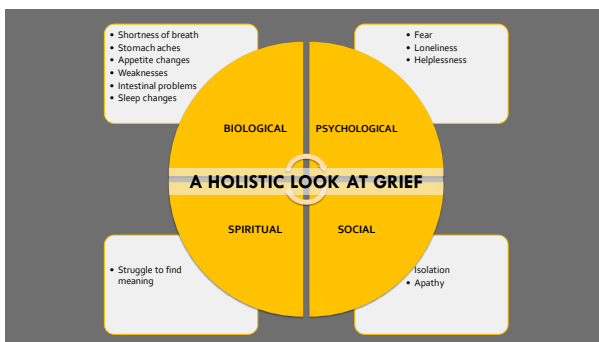 • Shortness of breath
• Stomach aches
• Appetite changes
• Weaknesses
• Intestinal problems
• Sleep changes
• Fear
• Loneliness
• Helplessness
BIOLOGICAL
PSYCHOLOGICAL
A HOLISTIC LOOK AT GRIEF
SPIRITUAL
SOCIAL
• Struggle to find
meaning
Isolation
• Apathy